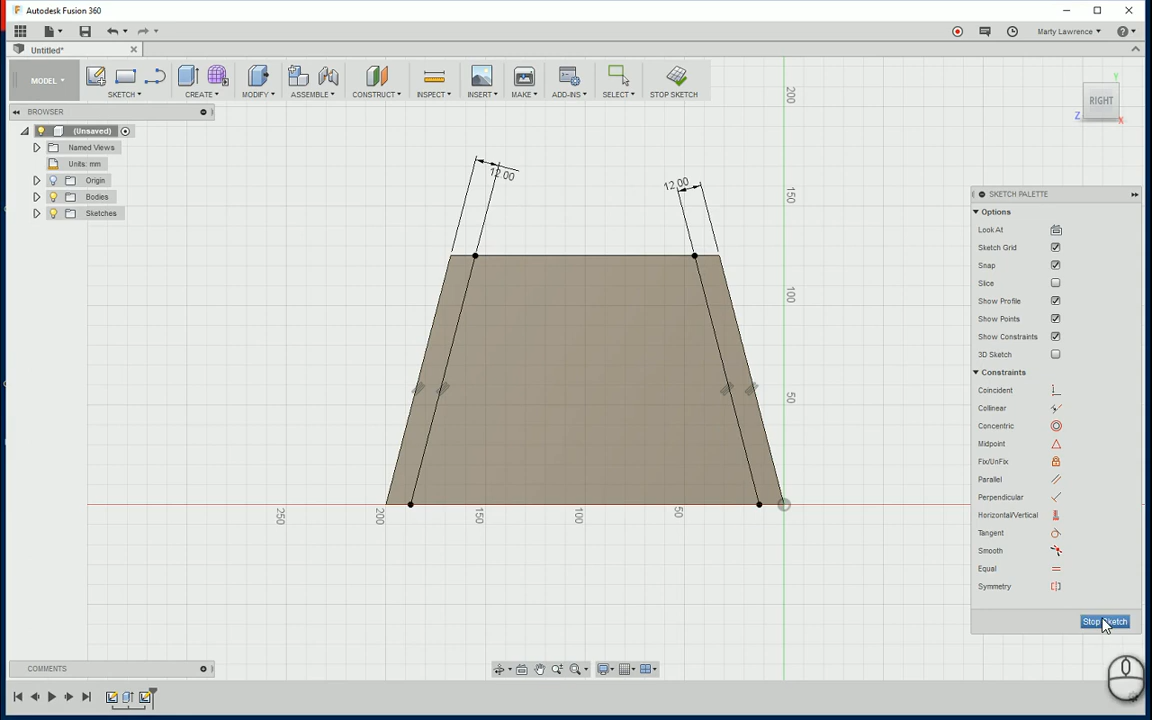 Autodesk Fusion 360
Marty Lawrence
Untitled*
MODEL
SKETCH
CREATE
MODIFY
ASSEMBLE
CONSTRUCT
INSPECT
INSERT
MAKE
ADD-INS
SELECT
STOP SKETCH
BROWSER
(Unsaved)
Named Views
Units: mm
Origin
Bodies
Sketches
RIGHT
Y
Z
X
200
150
100
50
12.00
12.00
250
200
150
100
50
SKETCH PALETTE
Options
Look At
Sketch Grid
Snap
Slice
Show Profile
Show Points
Show Constraints
3D Sketch
Constraints
Coincident
Collinear
Concentric
Midpoint
Fix/UnFix
Parallel
Perpendicular
Horizontal/Vertical
Tangent
Smooth
Equal
Symmetry
Stop Sketch
COMMENTS